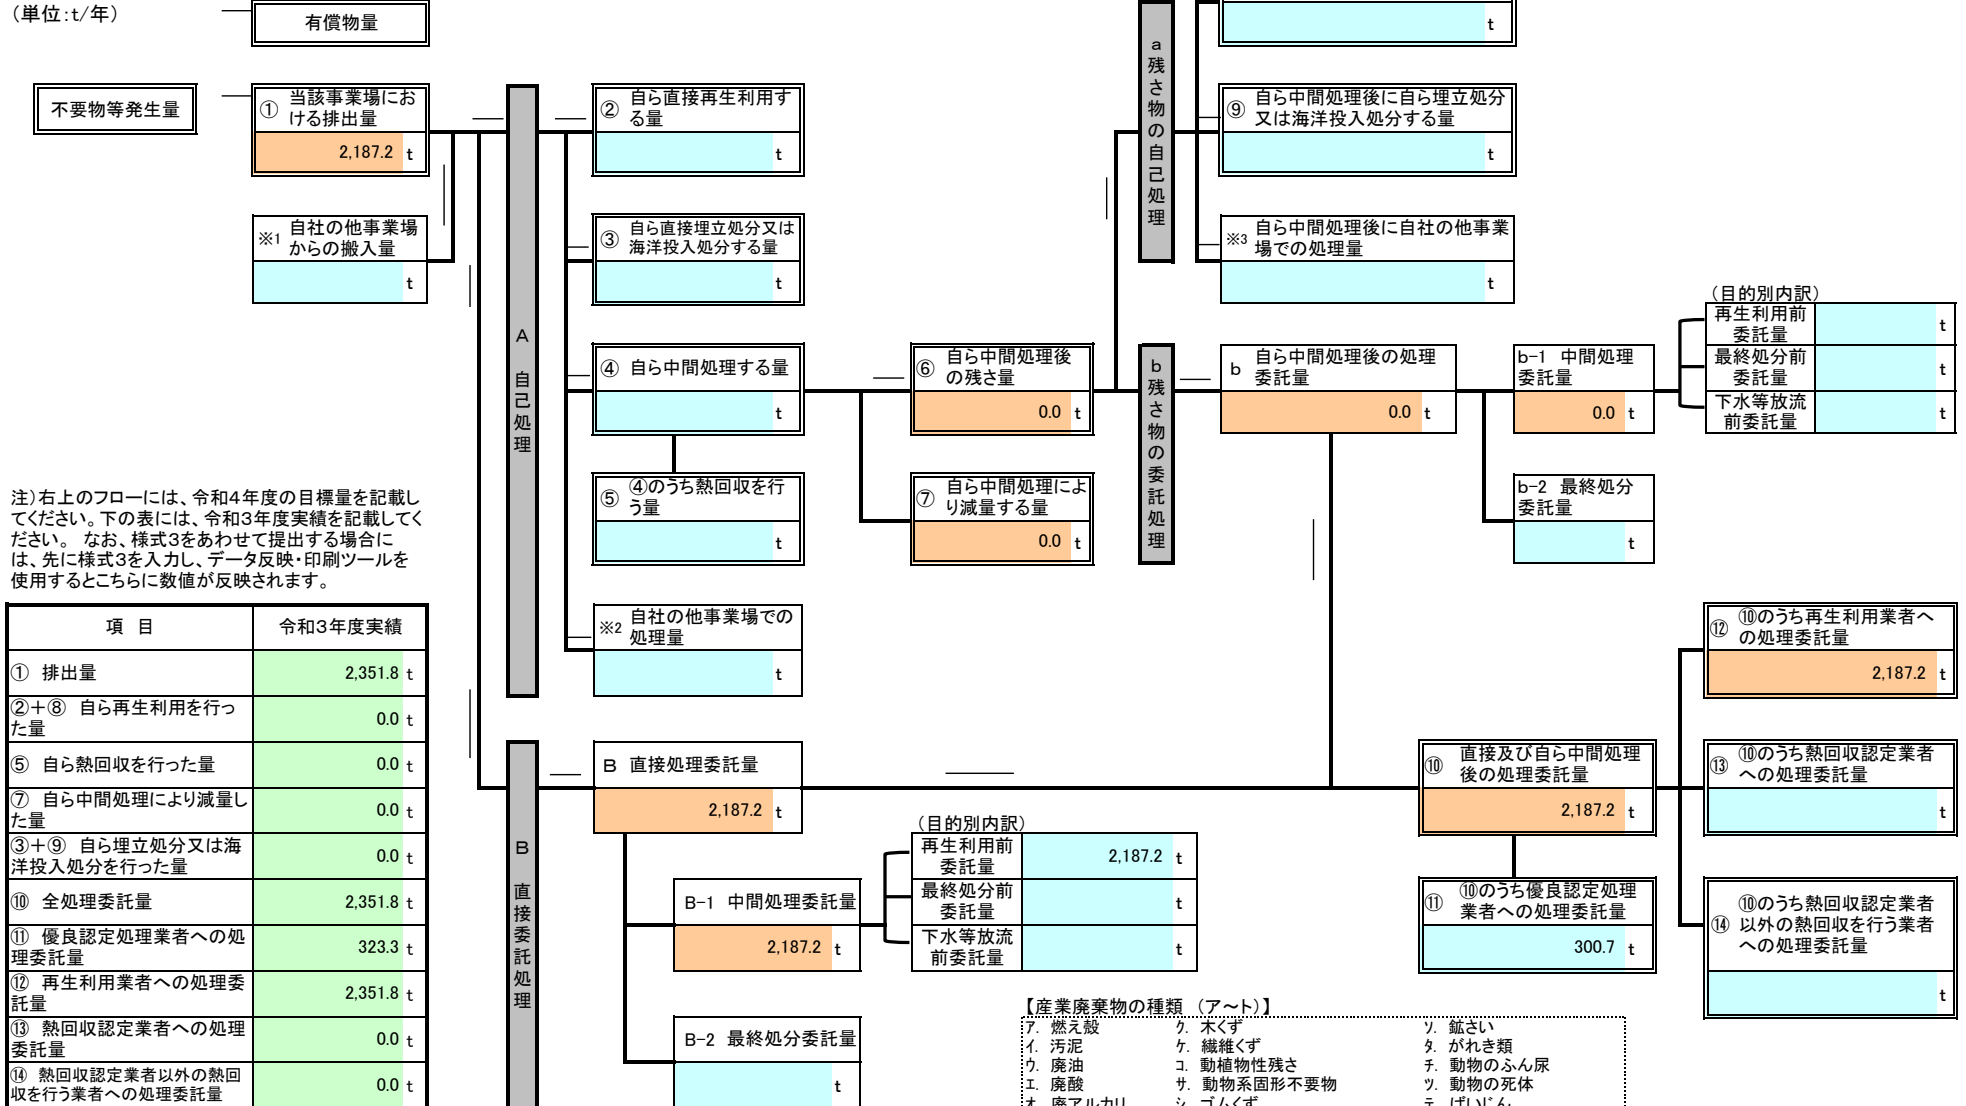 （単位:t/年）
有償物量
t
不要物等発生量
① 当該事業場にお
ける排出量
2,187.2 t
※1 自社の他事業場
からの搬入量
t
A 自己処理
② 自ら直接再生利用す
る量
t
③ 自ら直接埋立処分又は
海洋投入処分する量
t
④ 自ら中間処理する量
t
⑤ ④のうち熱回収を行
う量
t
※2 自社の他事業場での
処理量
t
⑥ 自ら中間処理後
の残さ量
0.0 t
⑦ 自ら中間処理によ
り減量する量
0.0 t
a残さ物の自己処理
⑨ 自ら中間処理後に自ら埋立処分
又は海洋投入処分する量
t
※3 自ら中間処理後に自社の他事業
場での処理量
t
b残さ物の委託処理
b 自ら中間処理後の処理
委託量
0.0 t
b-1 中間処理
委託量
0.0 t
（目的別内訳）
再生利用前
委託量
t
最終処分前
委託量
t
下水等放流
前委託量
t
b-2 最終処分
委託量
t
注）右上のフローには、令和４年度の目標量を記載し
てください。下の表には、令和３年度実績を記載してく
ださい。 なお、様式３をあわせて提出する場合に
は、先に様式３を入力し、データ反映・印刷ツールを
使用するとこちらに数値が反映されます。
項 目 令和３年度実績
① 排出量 2,351.8 t
②＋⑧ 自ら再生利用を行っ
た量 0.0 t
⑤ 自ら熱回収を行った量 0.0 t
⑦ 自ら中間処理により減量し
た量 0.0 t
③＋⑨ 自ら埋立処分又は海
洋投入処分を行った量 0.0 t
⑩ 全処理委託量 2,351.8 t
⑪ 優良認定処理業者への処
理委託量 323.3 t
⑫ 再生利用業者への処理委
託量 2,351.8 t
⑬ 熱回収認定業者への処理
委託量 0.0 t
⑭ 熱回収認定業者以外の熱回
収を行う業者への処理委託量 0.0 t
B 直接委託処理
B 直接処理委託量
2,187.2 t
B-1 中間処理委託量
2,187.2 t
（目的別内訳）
再生利用前
委託量
2,187.2 t
最終処分前
委託量
t
下水等放流
前委託量
t
B-2 最終処分委託量
t
⑩ 直接及び自ら中間処理
後の処理委託量
2,187.2 t
⑪ ⑩のうち優良認定処理
業者への処理委託量
300.7 t
⑫ ⑩のうち再生利用業者へ
の処理委託量
2,187.2 t
⑬ ⑩のうち熱回収認定業者
への処理委託量
t
⑭ ⑩のうち熱回収認定業者
以外の熱回収を行う業者
への処理委託量
t
【産業廃棄物の種類 （ア～ト）】
ア. 燃え殻 ク. 木くず ソ. 鉱さい
イ. 汚泥 ケ. 繊維くず タ. がれき類
ウ. 廃油 コ. 動植物性残さ チ. 動物のふん尿
エ. 廃酸 サ. 動物系固形不要物 ツ. 動物の死体
オ. 廃アルカリ シ. ゴムくず テ. ばいじん